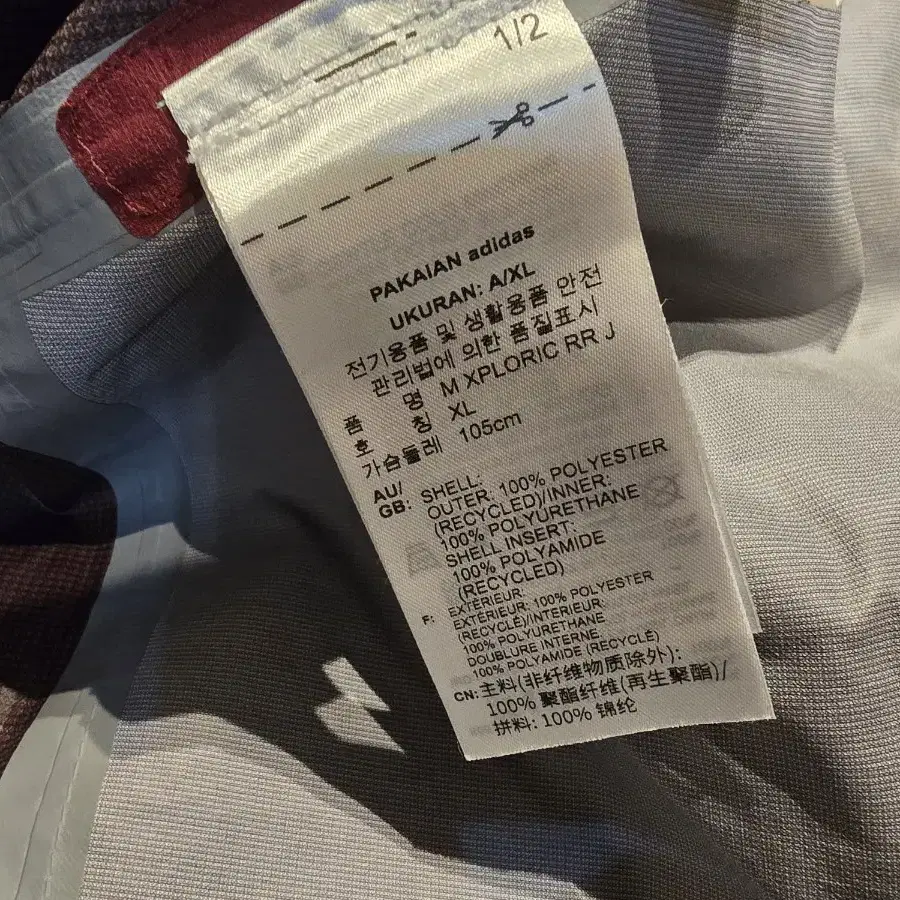 1/2
PAKAIAN adidas
UKURAN: A/XL
전기용품 및 생활용품 안전
관리법에 의한 품질표시
품 명 M XPLORIC RR J
호 칭 XL
가슴둘레 105cm
AU/
GB: SHELL:
OUTER: 100% POLYESTER
(RECYCLED)/INNER:
100% POLYURETHANE
SHELL INSERT:
100% POLYAMIDE
(RECYCLED)
F: EXTÉRIEUR:
EXTÉRIEUR: 100% POLYESTER
(RECYCLÉ)/INTERIEUR:
100% POLYURETHANE
DOUBLURE INTERNE:
100% POLYAMIDE (RECYCLÉ)
CN: 主料(非纤维物质除外):
100% 聚酯纤维(再生聚酯)/
拼料: 100% 锦纶